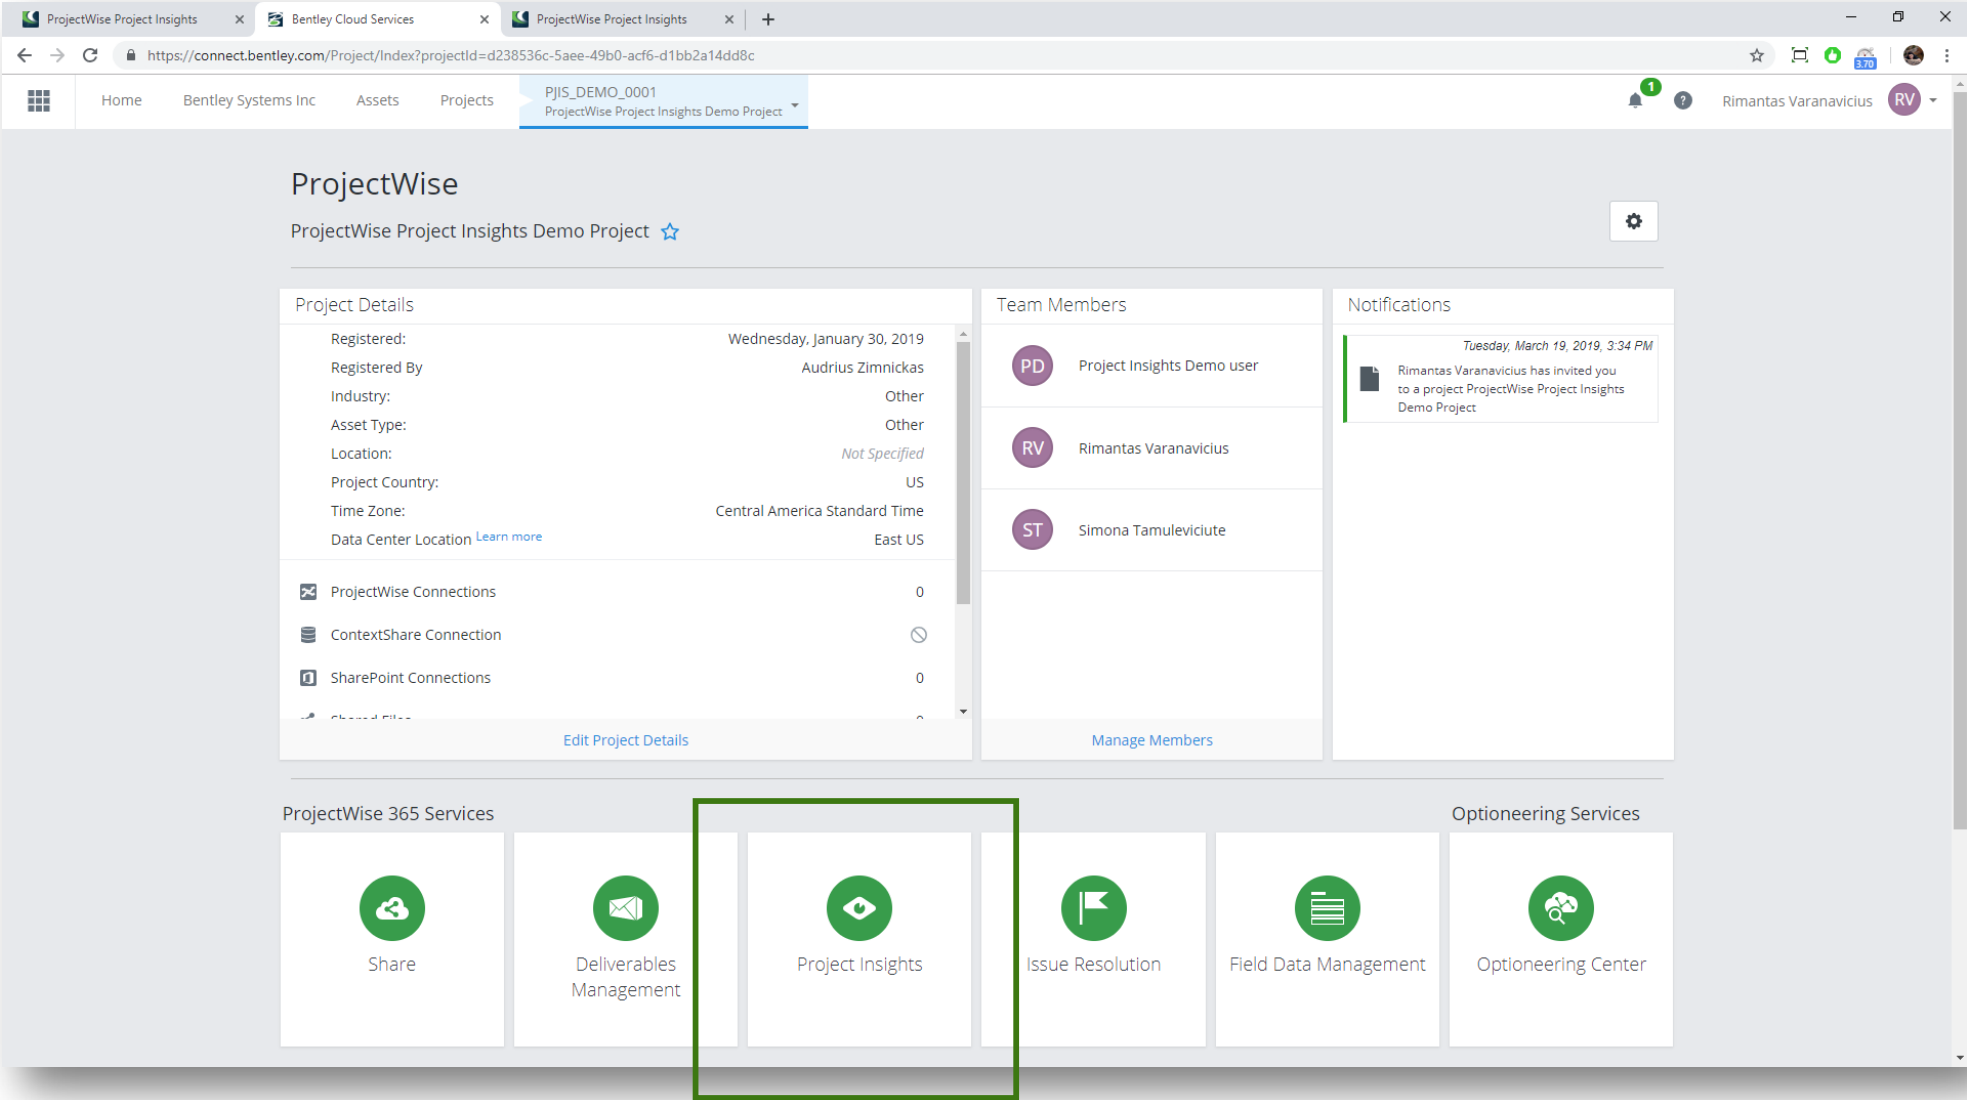 ProjectWise Project Insights
Bentley Cloud Services
ProjectWise Project Insights
https://connect.bentley.com/Project/Index?projectId=d238536c-5aee-49b0-acf6-d1bb2a14dd8c
3.70
Home
Bentley Systems Inc
Assets
Projects
PJIS_DEMO_0001
ProjectWise Project Insights Demo Project
1
?
Rimantas Varanavicius
RV
ProjectWise
ProjectWise Project Insights Demo Project
Project Details
Registered: Wednesday, January 30, 2019
Registered By Audrius Zimnickas
Industry: Other
Asset Type: Other
Location: Not Specified
Project Country: US
Time Zone: Central America Standard Time
Data Center Location Learn more East US
ProjectWise Connections 0
ContextShare Connection
SharePoint Connections 0
Shared Files 0
Edit Project Details
Team Members
PD Project Insights Demo user
RV Rimantas Varanavicius
ST Simona Tamuleviciute
Manage Members
Notifications
Tuesday, March 19, 2019, 3:34 PM
Rimantas Varanavicius has invited you
to a project ProjectWise Project Insights
Demo Project
ProjectWise 365 Services
Optioneering Services
Share
Deliverables
Management
Project Insights
Issue Resolution
Field Data Management
Optioneering Center